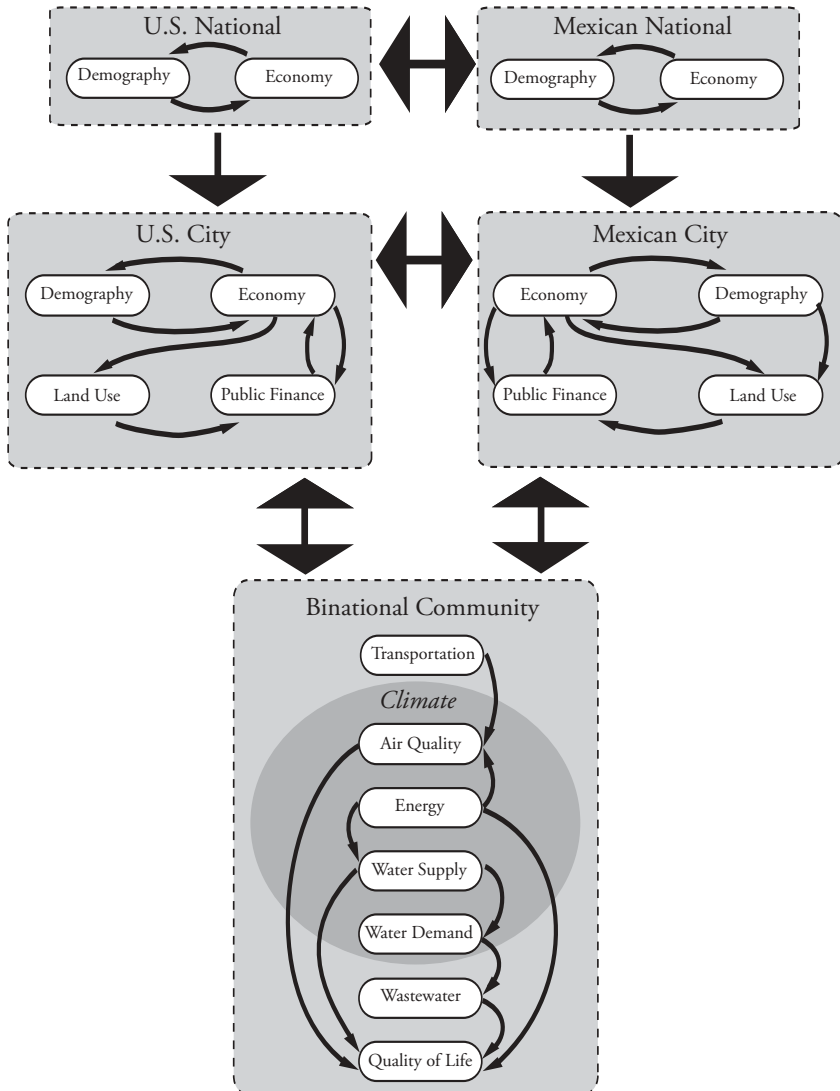 U.S. National
Demography
Economy
Mexican National
Demography
Economy
U.S. City
Demography
Economy
Land Use
Public Finance
Mexican City
Economy
Demography
Public Finance
Land Use
Binational Community
Transportation
Climate
Air Quality
Energy
Water Supply
Water Demand
Wastewater
Quality of Life